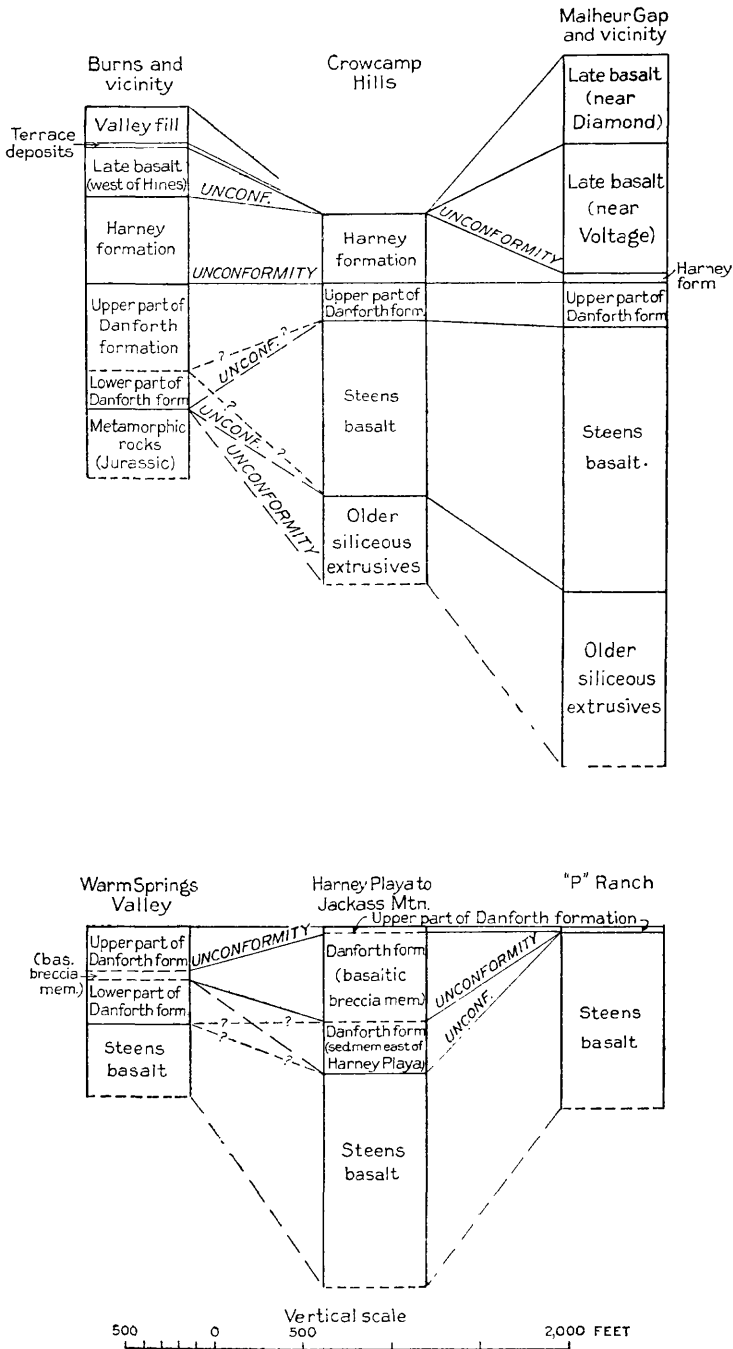 Burns and
vicinity
Crowcamp
Hills
Malheur Gap
and vicinity
Terrace
deposits
Valley fill
Late basalt
(west of Hines)
Harney
formation
Upper part of
Danforth
formation
Lower part of
Danforth form
Metamorphic
rocks
(Jurassic)
UNCONF.
UNCONFORMITY
?
?
UNCONF.
?
UNCONF.
?
UNCONFORMITY
Harney
formation
Upper part of
Danforth form.
Steens
basalt
Older
siliceous
extrusives
UNCONFORMITY
Late basalt
(near
Diamond)
Late basalt
(near
Voltage)
Harney
form
Upper part of
Danforth form.
Steens
basalt.
Older
siliceous
extrusives
Warm Springs
Valley
Harney Playa to
Jackass Mtn.
"P" Ranch
Upper part of Danforth formation
(bas.
breccia
mem.)
Upper part of
Danforth form
Lower part of
Danforth form
Steens
basalt
UNCONFORMITY
?
?
?
?
Danforth form
(basaltic
breccia mem.)
Danforth form
(sed. mem east of
Harney Playa)
Steens
basalt
UNCONFORMITY
UNCONF.
Steens
basalt
Vertical scale
500 0 500 2,000 FEET